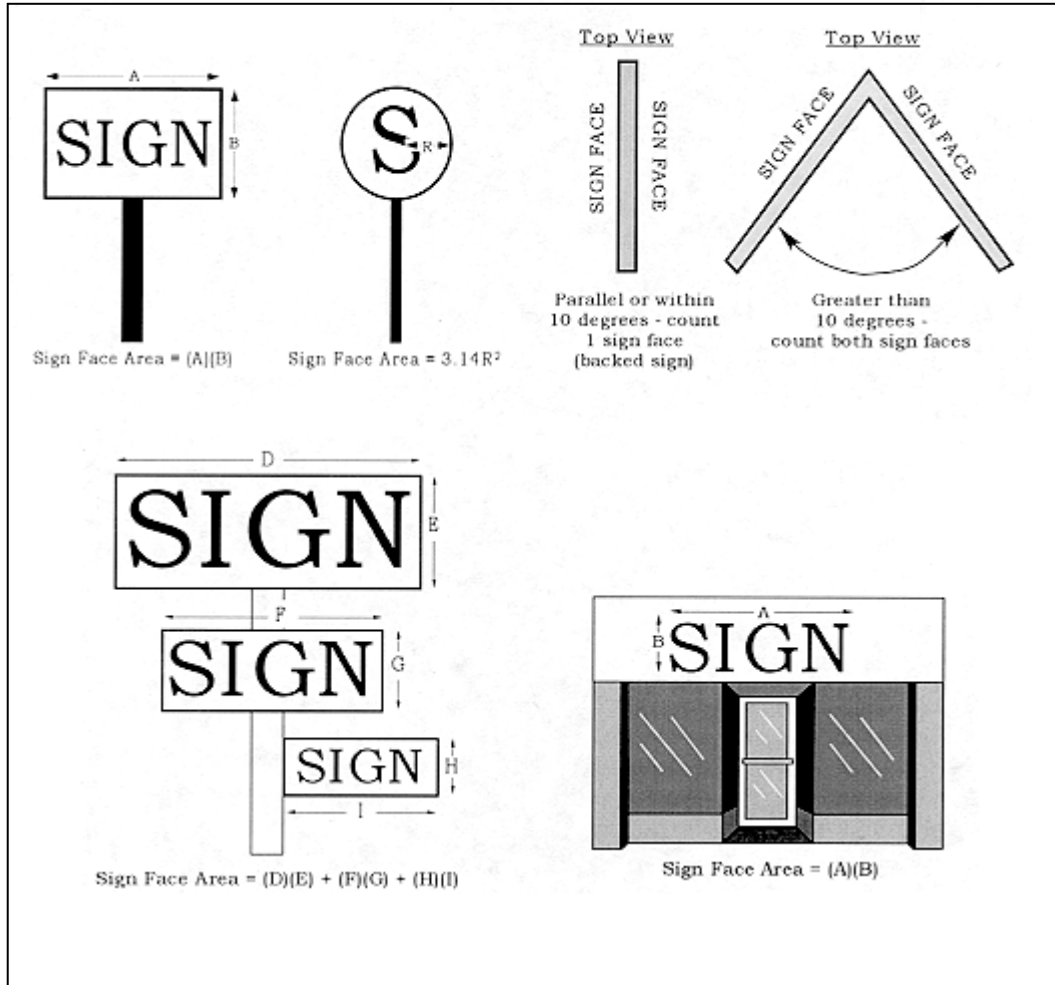 A
SIGN
B
Sign Face Area = (A)(B)
S
R
Sign Face Area = 3.14R²
Top View
SIGN FACE
SIGN FACE
Parallel or within
10 degrees - count
1 sign face
(backed sign)
Top View
SIGN FACE
SIGN FACE
Greater than
10 degrees -
count both sign faces
D
SIGN
E
F
SIGN
G
SIGN
H
I
Sign Face Area = (D)(E) + (F)(G) + (H)(I)
A
B
SIGN
Sign Face Area = (A)(B)